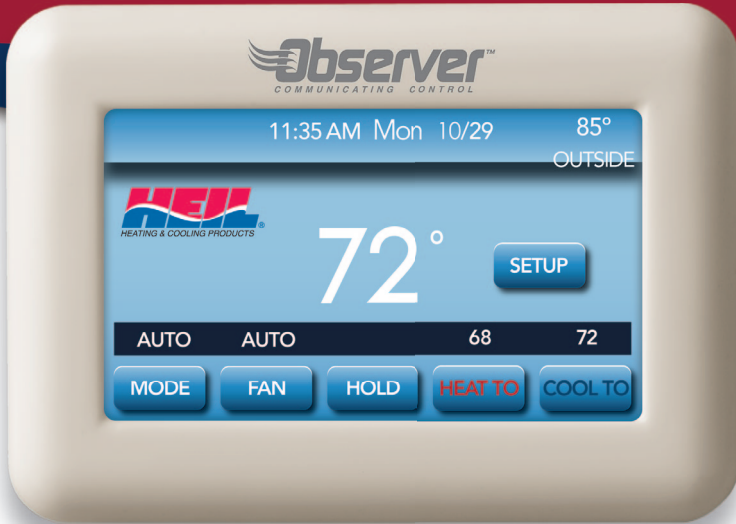 Observer™
COMMUNICATING CONTROL
11:35 AM Mon 10/29 85°
OUTSIDE
HEIL®
HEATING & COOLING PRODUCTS
72°
SETUP
AUTO AUTO 68 72
MODE FAN HOLD HEAT TO COOL TO